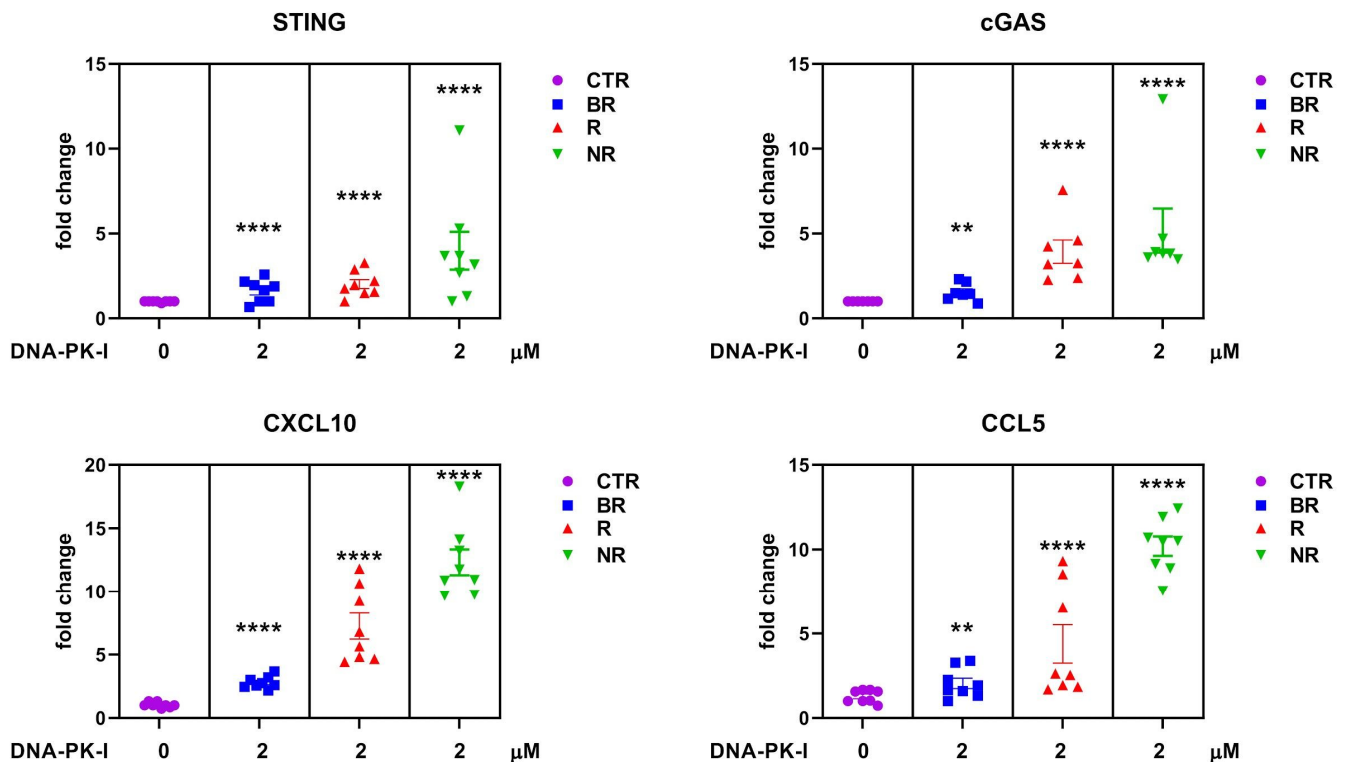 STING
fold change
15
10
5
0
****
****
****
CTR
BR
R
NR
DNA-PK-I 0 2 2 2 μM
cGAS
fold change
15
10
5
0
**
****
****
CTR
BR
R
NR
DNA-PK-I 0 2 2 2 μM
CXCL10
fold change
20
15
10
5
0
****
****
****
CTR
BR
R
NR
DNA-PK-I 0 2 2 2 μM
CCL5
fold change
15
10
5
0
**
****
****
CTR
BR
R
NR
DNA-PK-I 0 2 2 2 μM